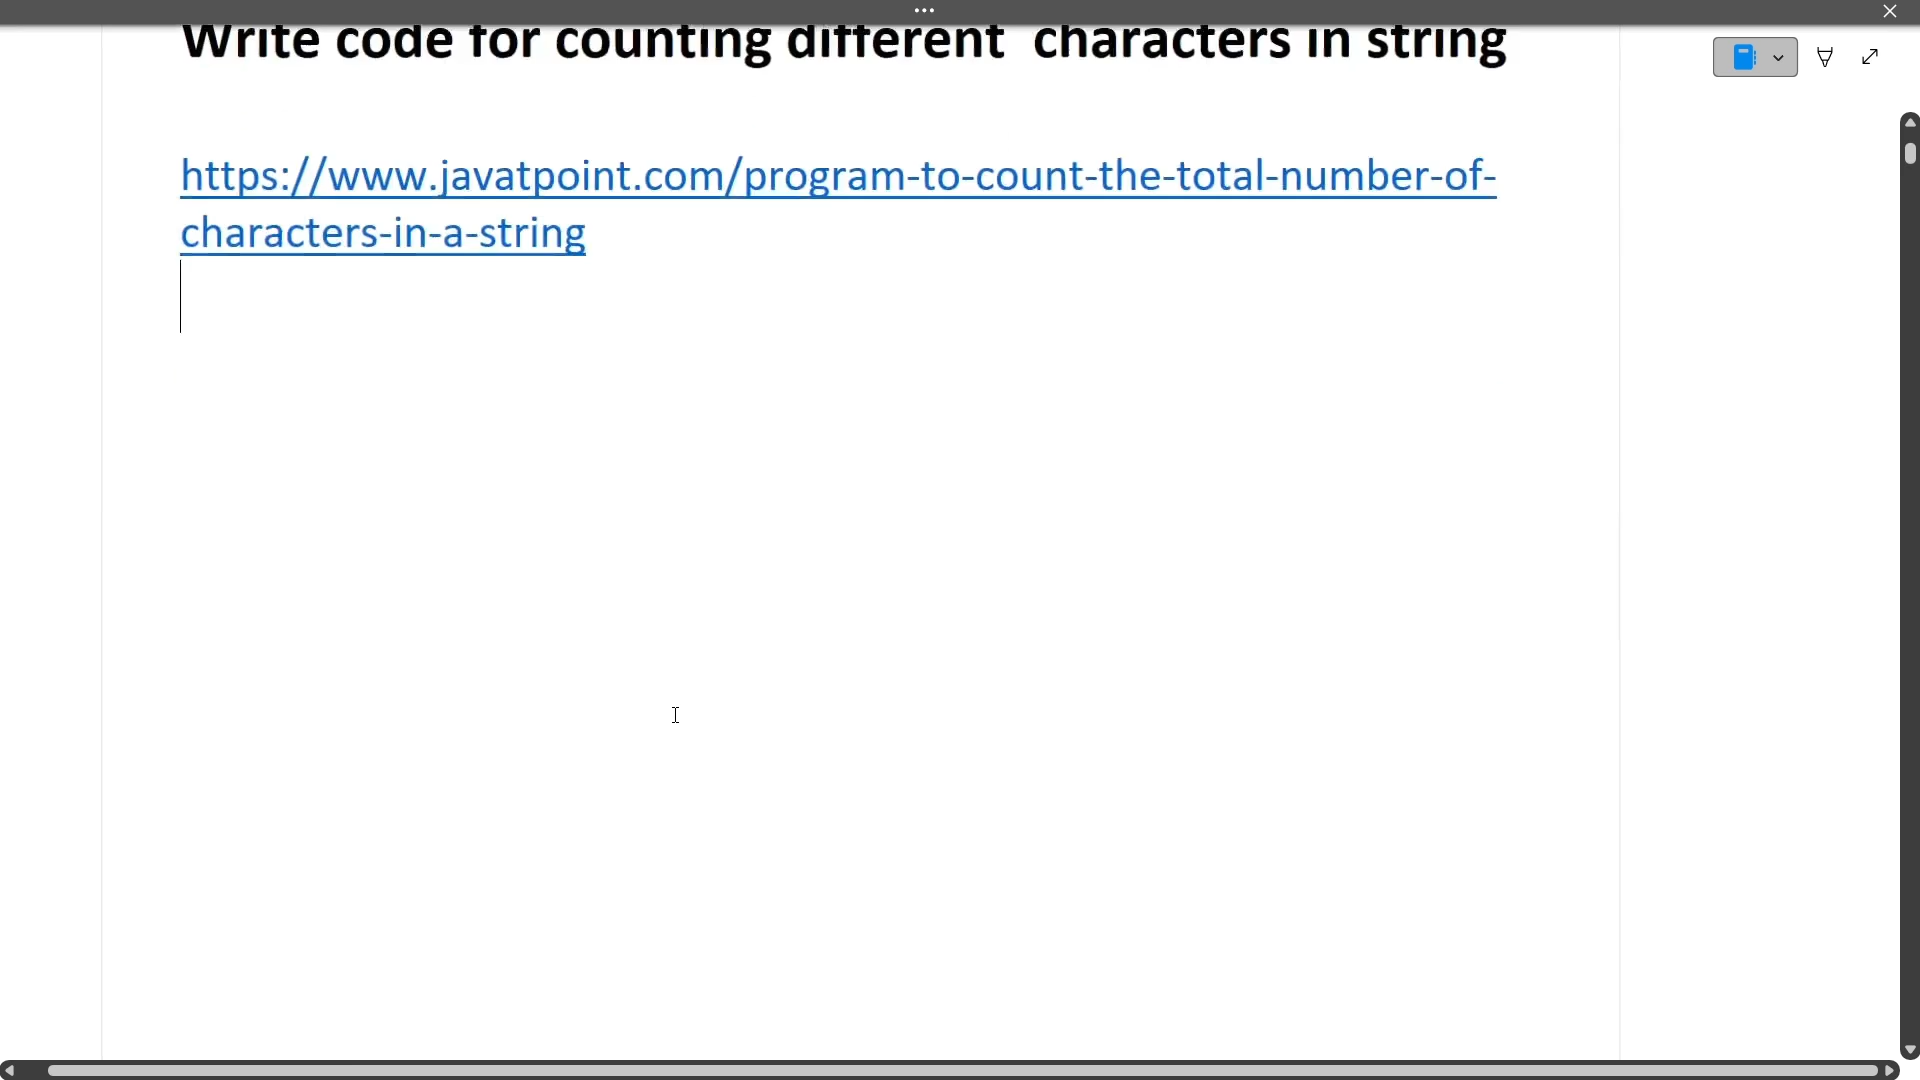 Write code for counting different  characters in string
https://www.javatpoint.com/program-to-count-the-total-number-of-
characters-in-a-string